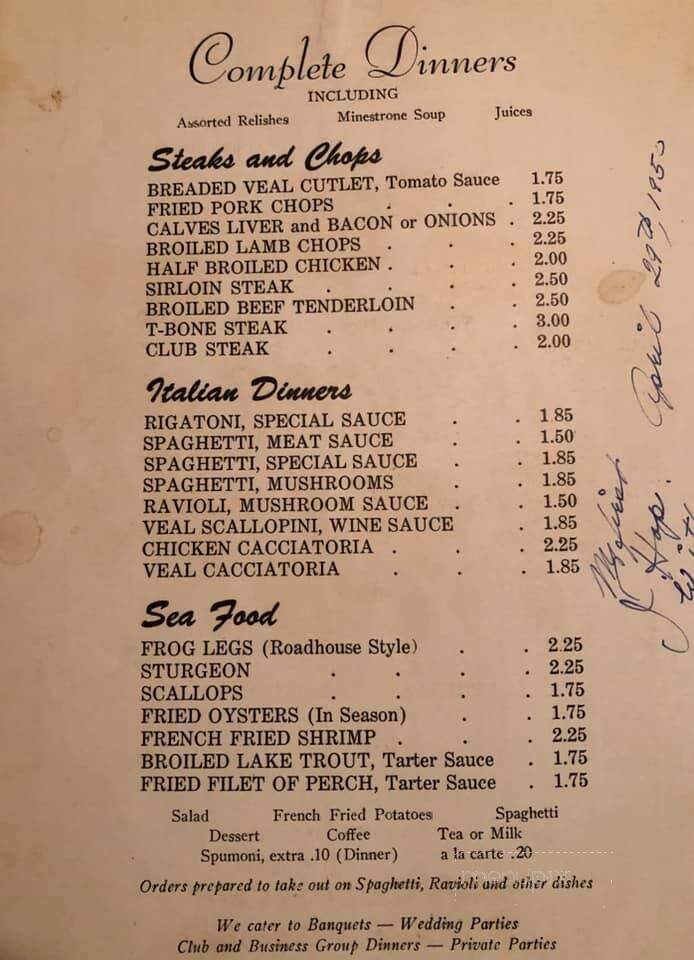 Complete Dinners
INCLUDING
Assorted Relishes Minestrone Soup Juices
Steaks and Chops
BREADED VEAL CUTLET, Tomato Sauce 1.75
FRIED PORK CHOPS . . . 1.75
CALVES LIVER and BACON or ONIONS . 2.25
BROILED LAMB CHOPS . . . 2.25
HALF BROILED CHICKEN . . . 2.00
SIRLOIN STEAK . . . . 2.50
BROILED BEEF TENDERLOIN . . 2.50
T-BONE STEAK . . . . 3.00
CLUB STEAK . . . . 2.00
Italian Dinners
RIGATONI, SPECIAL SAUCE . . 1.85
SPAGHETTI, MEAT SAUCE . . 1.50
SPAGHETTI, SPECIAL SAUCE . . 1.85
SPAGHETTI, MUSHROOMS . . 1.85
RAVIOLI, MUSHROOM SAUCE . . 1.50
VEAL SCALLOPINI, WINE SAUCE . 1.85
CHICKEN CACCIATORIA . . . 2.25
VEAL CACCIATORIA . . . 1.85
Sea Food
FROG LEGS (Roadhouse Style) . . 2.25
STURGEON . . . . 2.25
SCALLOPS . . . . 1.75
FRIED OYSTERS (In Season) . . 1.75
FRENCH FRIED SHRIMP . . . 2.25
BROILED LAKE TROUT, Tarter Sauce . 1.75
FRIED FILET OF PERCH, Tarter Sauce . 1.75
Salad French Fried Potatoes Spaghetti
Dessert Coffee Tea or Milk
Spumoni, extra .10 (Dinner) a la carte .20
Orders prepared to take out on Spaghetti, Ravioli and other dishes
We cater to Banquets — Wedding Parties
Club and Business Group Dinners — Private Parties
April 29th, 1950